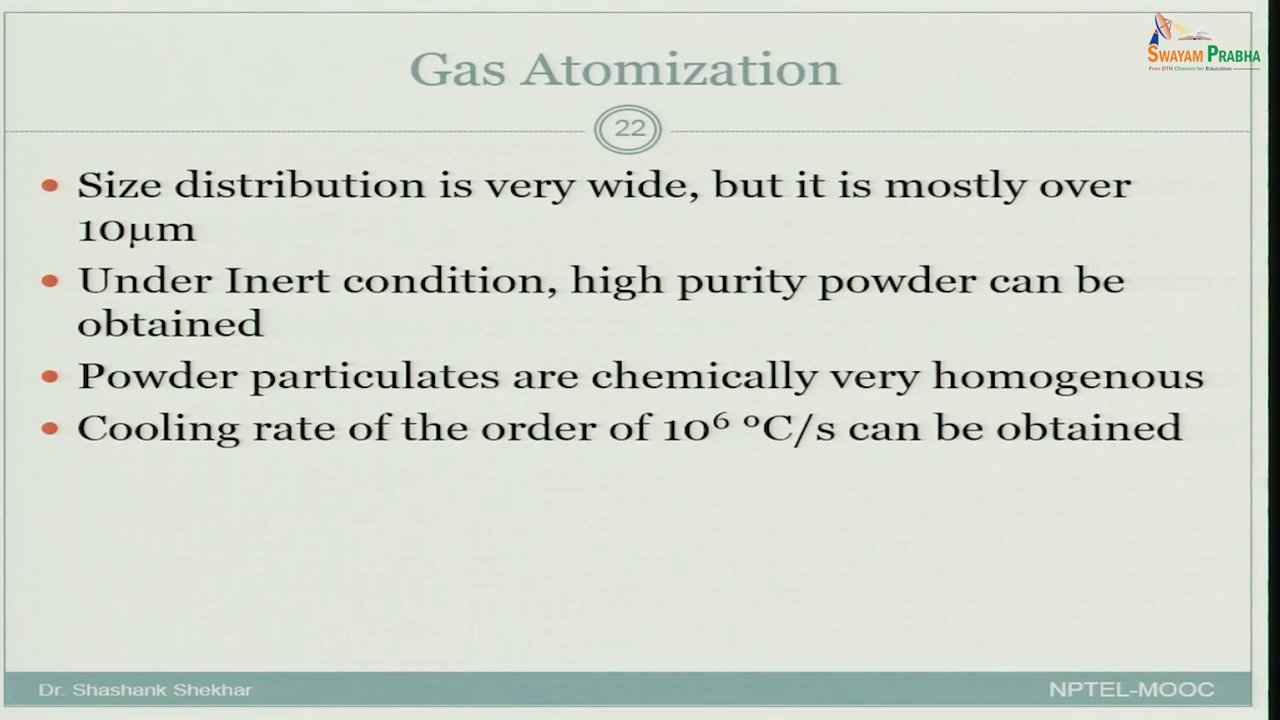 SWAYAM PRABHA
Free DTH Channel for Education
Gas Atomization
22
Size distribution is very wide, but it is mostly over
10µm
Under Inert condition, high purity powder can be
obtained
Powder particulates are chemically very homogenous
Cooling rate of the order of 10⁶ ºC/s can be obtained
Dr. Shashank Shekhar
NPTEL-MOOC